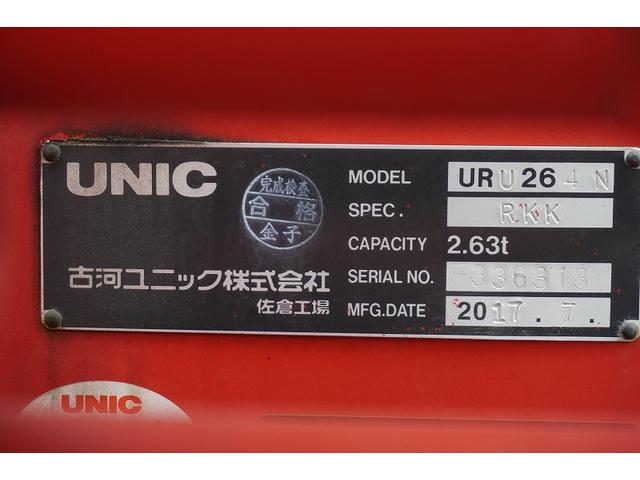 UNIC
完成検査
合格
金子
古河ユニック株式会社
佐倉工場
MODEL URU264N
SPEC. RKK
CAPACITY 2.63t
SERIAL NO. -336313
MFG.DATE 2017.7.
UNIC